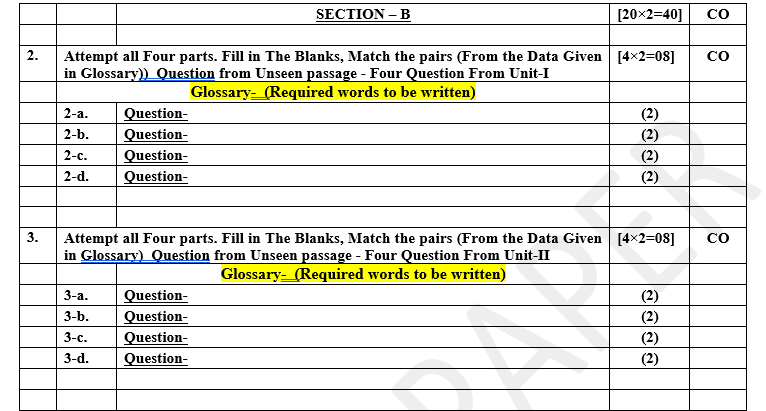 SECTION – B [20×2=40] CO
2. Attempt all Four parts. Fill in The Blanks, Match the pairs (From the Data Given [4×2=08] CO
in Glossary)) Question from Unseen passage - Four Question From Unit-I
Glossary- (Required words to be written)
2-a. Question- (2)
2-b. Question- (2)
2-c. Question- (2)
2-d. Question- (2)
3. Attempt all Four parts. Fill in The Blanks, Match the pairs (From the Data Given [4×2=08] CO
in Glossary) Question from Unseen passage - Four Question From Unit-II
Glossary- (Required words to be written)
3-a. Question- (2)
3-b. Question- (2)
3-c. Question- (2)
3-d. Question- (2)
PAPER